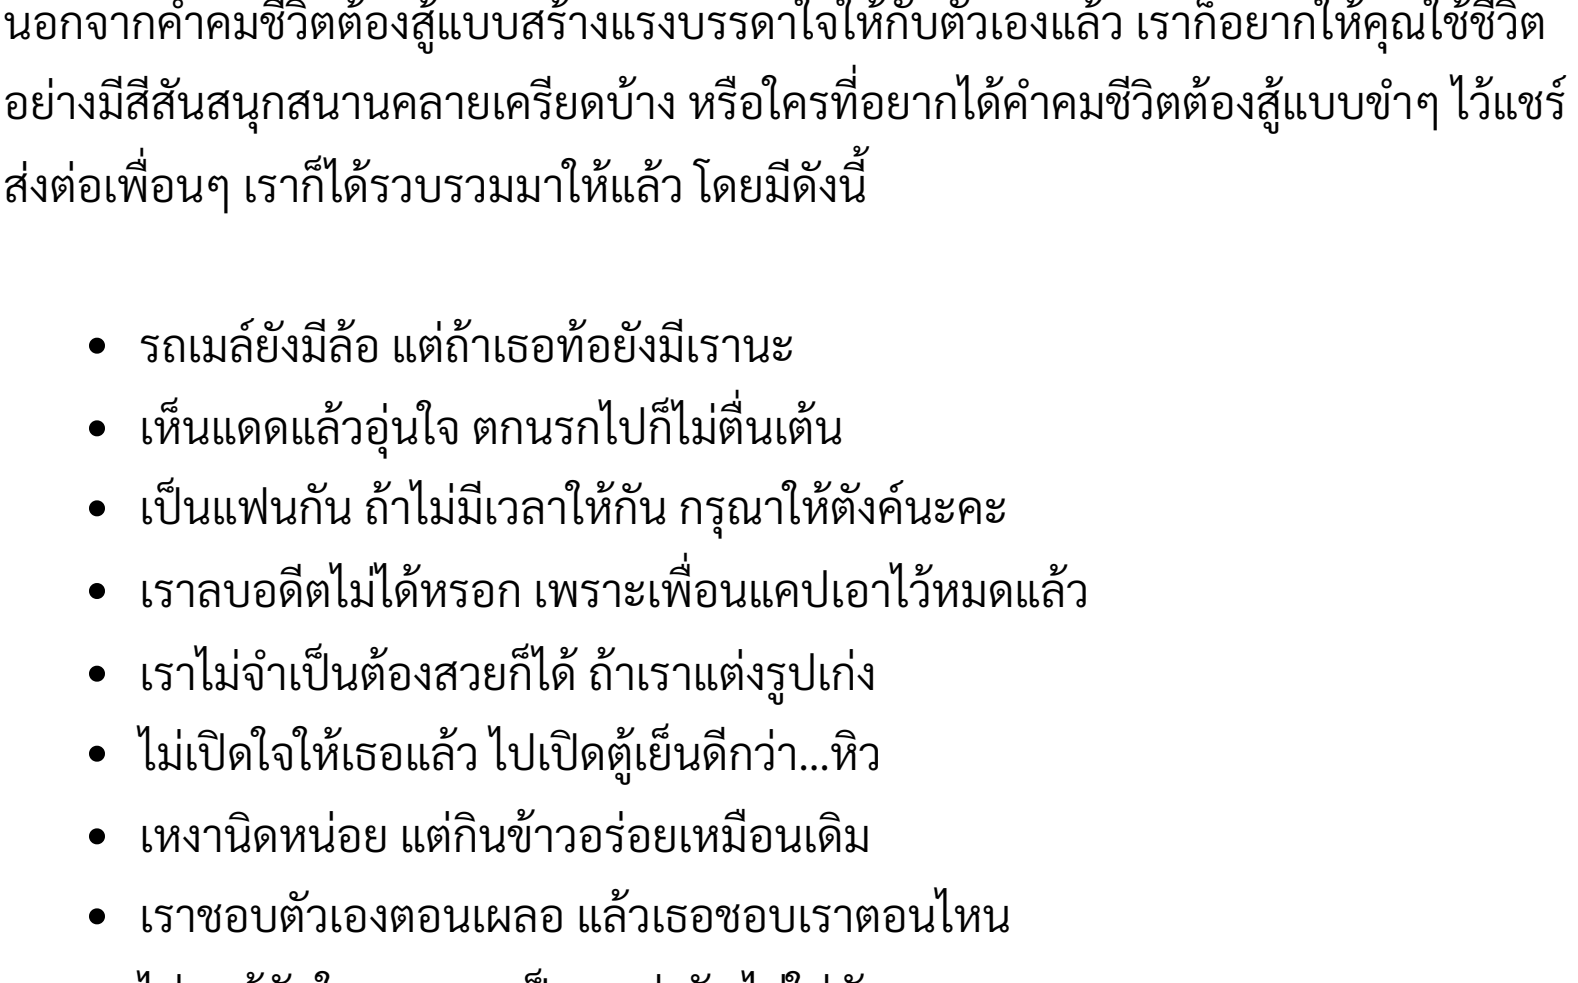 นอกจากคำคมชีวิตต้องสู้แบบสร้างแรงบรรดาใจให้กับตัวเองแล้ว เราก็อยากให้คุณใช้ชีวิต
อย่างมีสีสันสนุกสนานคลายเครียดบ้าง หรือใครที่อยากได้คำคมชีวิตต้องสู้แบบขำๆ ไว้แชร์
ส่งต่อเพื่อนๆ เราก็ได้รวบรวมมาให้แล้ว โดยมีดังนี้
• รถเมล์ยังมีล้อ แต่ถ้าเธอท้อยังมีเรานะ
• เห็นแดดแล้วอุ่นใจ ตกนรกไปก็ไม่ตื่นเต้น
• เป็นแฟนกัน ถ้าไม่มีเวลาให้กัน กรุณาให้ตังค์นะคะ
• เราลบอดีตไม่ได้หรอก เพราะเพื่อนแคปเอาไว้หมดแล้ว
• เราไม่จำเป็นต้องสวยก็ได้ ถ้าเราแต่งรูปเก่ง
• ไม่เปิดใจให้เธอแล้ว ไปเปิดตู้เย็นดีกว่า...หิว
• เหงานิดหน่อย แต่กินข้าวอร่อยเหมือนเดิม
• เราชอบตัวเองตอนเผลอ แล้วเธอชอบเราตอนไหน